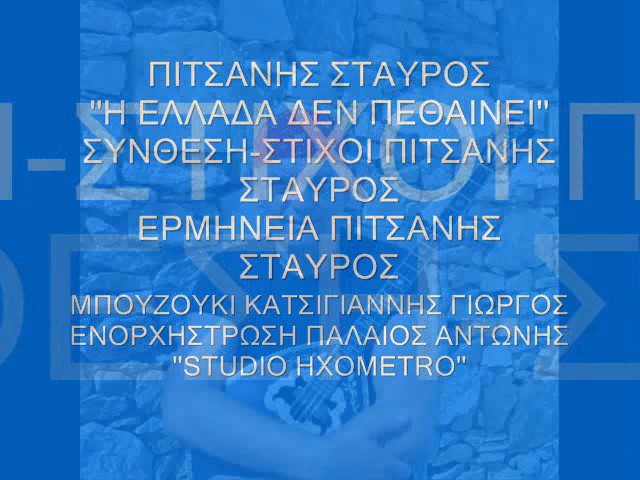 ΠΙΤΣΑΝΗΣ ΣΤΑΥΡΟΣ
"Η ΕΛΛΑΔΑ ΔΕΝ ΠΕΘΑΙΝΕΙ"
ΣΥΝΘΕΣΗ-ΣΤΙΧΟΙ ΠΙΤΣΑΝΗΣ
ΣΤΑΥΡΟΣ
ΕΡΜΗΝΕΙΑ ΠΙΤΣΑΝΗΣ
ΣΤΑΥΡΟΣ
ΜΠΟΥΖΟΥΚΙ ΚΑΤΣΙΓΙΑΝΝΗΣ ΓΙΩΡΓΟΣ
ΕΝΟΡΧΗΣΤΡΩΣΗ ΠΑΛΑΙΟΣ ΑΝΤΩΝΗΣ
"STUDIO HXOMETRO"